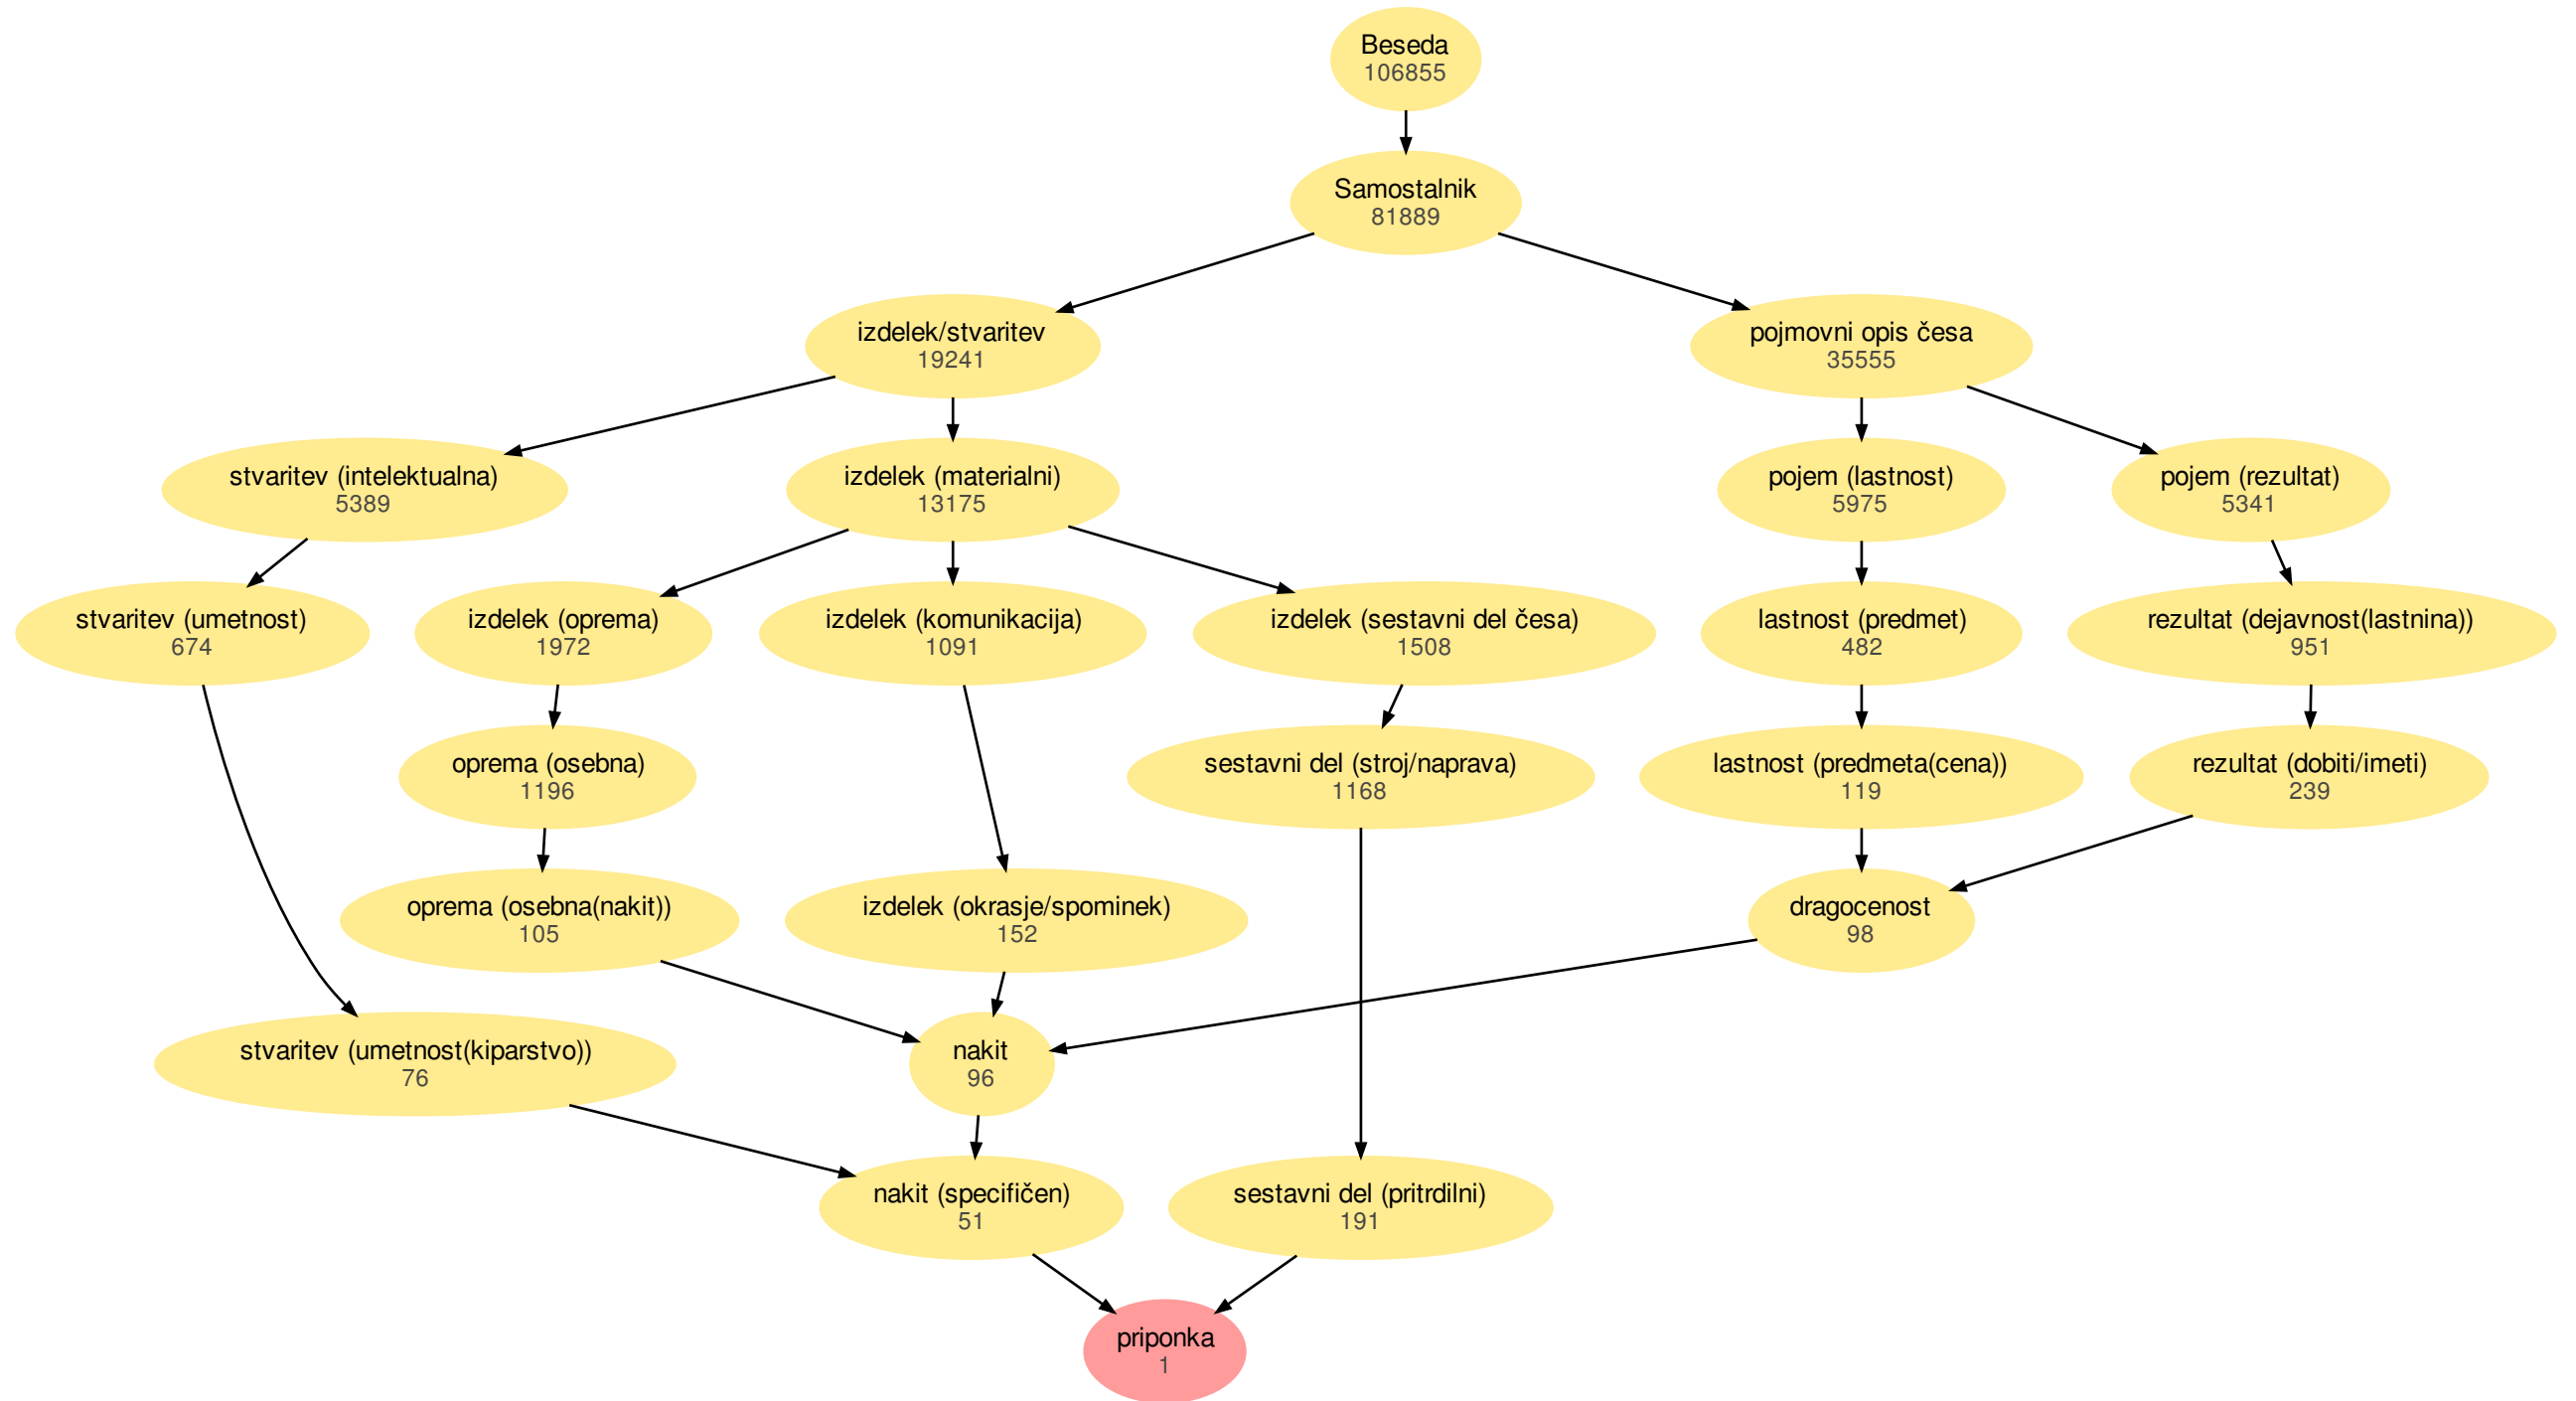 Beseda
106855
Samostalnik
81889
izdelek/stvaritev
19241
pojmovni opis česa
35555
stvaritev (intelektualna)
5389
izdelek (materialni)
13175
pojem (lastnost)
5975
pojem (rezultat)
5341
stvaritev (umetnost)
674
izdelek (oprema)
1972
izdelek (komunikacija)
1091
izdelek (sestavni del česa)
1508
lastnost (predmet)
482
rezultat (dejavnost(lastnina))
951
oprema (osebna)
1196
sestavni del (stroj/naprava)
1168
lastnost (predmeta(cena))
119
rezultat (dobiti/imeti)
239
oprema (osebna(nakit))
105
izdelek (okrasje/spominek)
152
dragocenost
98
stvaritev (umetnost(kiparstvo))
76
nakit
96
nakit (specifičen)
51
sestavni del (pritrdilni)
191
priponka
1